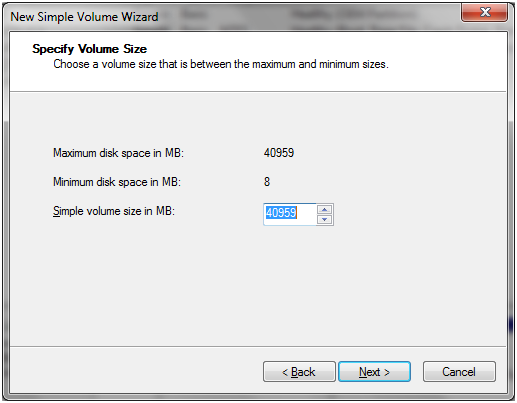 New Simple Volume Wizard
Specify Volume Size
Choose a volume size that is between the maximum and minimum sizes.
Maximum disk space in MB: 40959
Minimum disk space in MB: 8
Simple volume size in MB: 40959
< Back Next > Cancel